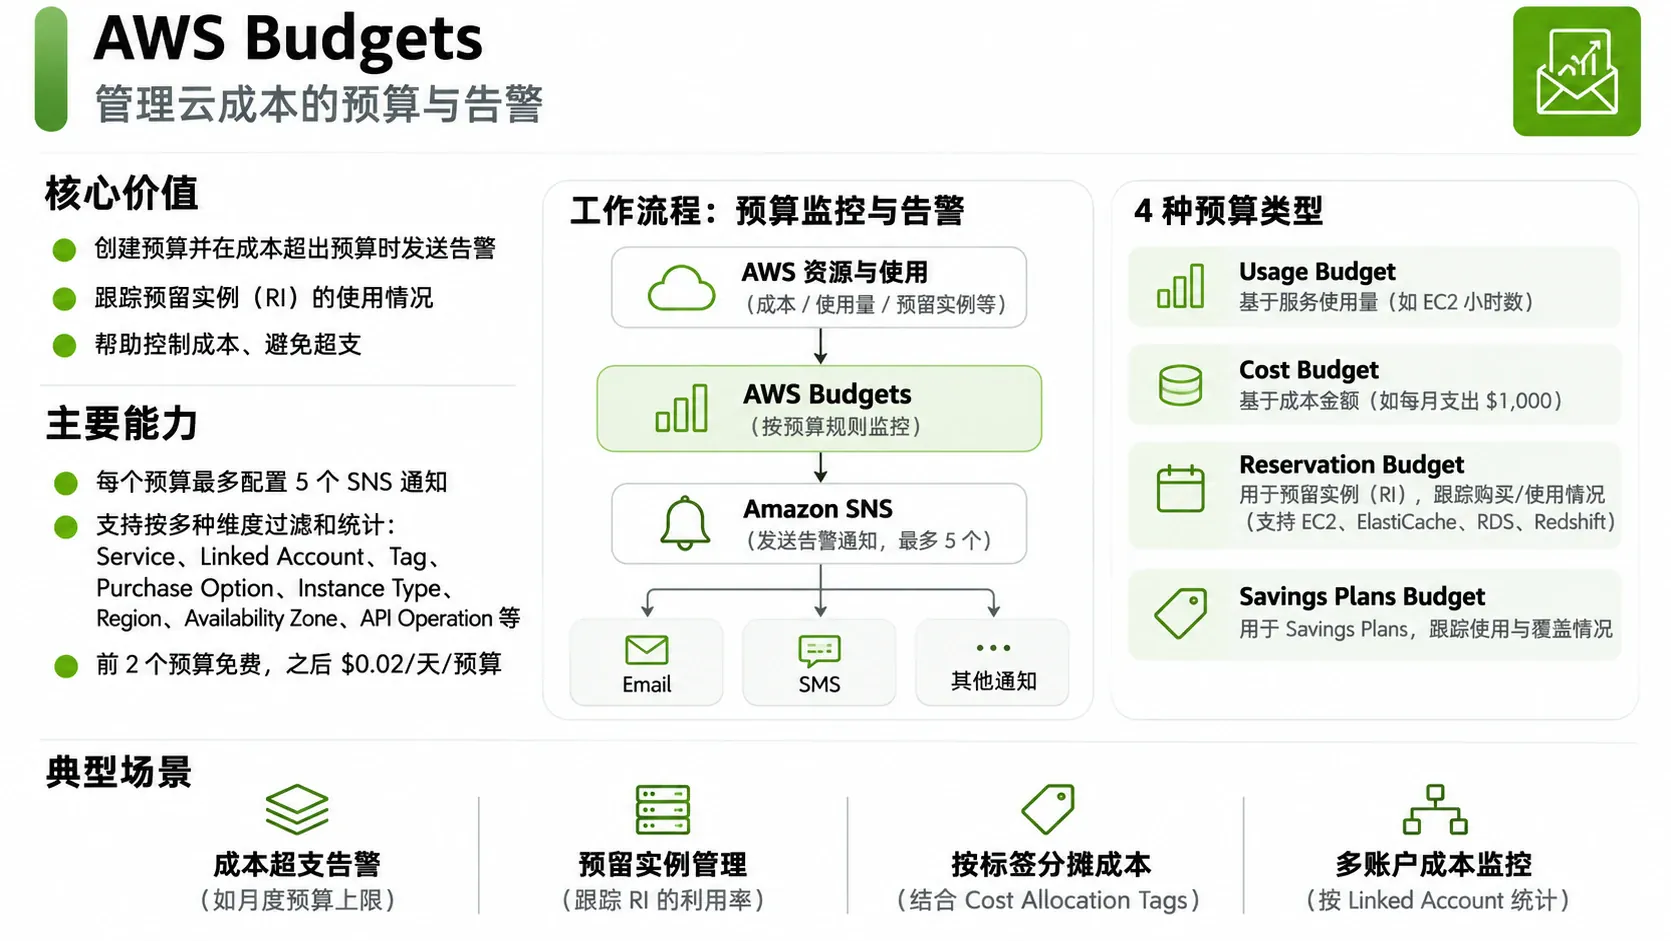 AWS Budgets
管理云成本的预算与告警
核心价值
创建预算并在成本超出预算时发送告警
跟踪预留实例（RI）的使用情况
帮助控制成本、避免超支
主要能力
每个预算最多配置 5 个 SNS 通知
支持按多种维度过滤和统计：
Service、Linked Account、Tag、
Purchase Option、Instance Type、
Region、Availability Zone、API Operation 等
前 2 个预算免费，之后 $0.02/天/预算
工作流程：预算监控与告警
AWS 资源与使用
（成本 / 使用量 / 预留实例等）
AWS Budgets
（按预算规则监控）
Amazon SNS
（发送告警通知，最多 5 个）
Email
SMS
其他通知
4 种预算类型
Usage Budget
基于服务使用量（如 EC2 小时数）
Cost Budget
基于成本金额（如每月支出 $1,000）
Reservation Budget
用于预留实例（RI），跟踪购买/使用情况
（支持 EC2、ElastiCache、RDS、Redshift）
Savings Plans Budget
用于 Savings Plans，跟踪使用与覆盖情况
典型场景
成本超支告警
（如月度预算上限）
预留实例管理
（跟踪 RI 的利用率）
按标签分摊成本
（结合 Cost Allocation Tags）
多账户成本监控
（按 Linked Account 统计）